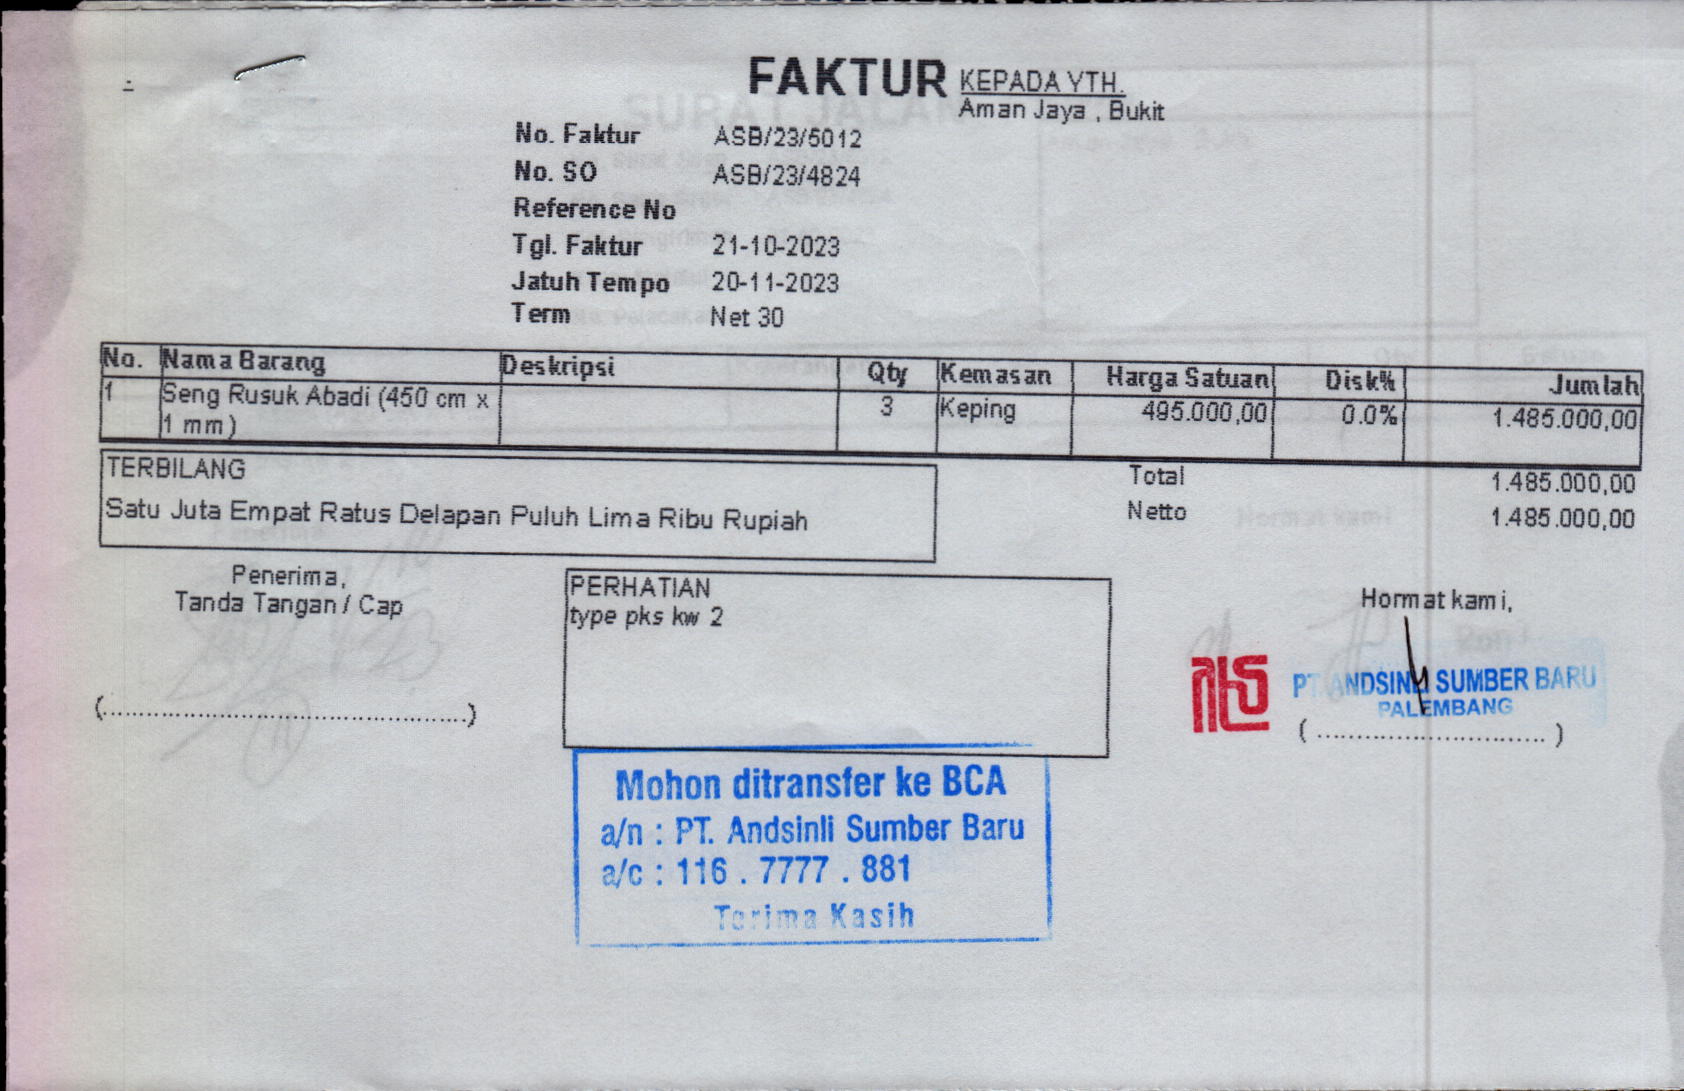 FAKTUR
KEPADA YTH.
Aman Jaya , Bukit
No. Faktur ASB/23/5012
No. SO ASB/23/4824
Reference No
Tgl. Faktur 21-10-2023
Jatuh Tempo 20-11-2023
Term Net 30
No. Nama Barang Deskripsi Qty Kemasan Harga Satuan Disk% Jumlah
1 Seng Rusuk Abadi (450 cm x 3 Keping 495.000,00 0.0% 1.485.000,00
1 mm)
TERBILANG
Satu Juta Empat Ratus Delapan Puluh Lima Ribu Rupiah
Total 1.485.000,00
Netto 1.485.000,00
Penerima,
Tanda Tangan / Cap
(...............................................)
PERHATIAN
type pks kw 2
Hormat kami,
PT. ANDSINLI SUMBER BARU
PALEMBANG
( .............................. )
Mohon ditransfer ke BCA
a/n : PT. Andsinli Sumber Baru
a/c : 116 . 7777 . 881
Terima Kasih